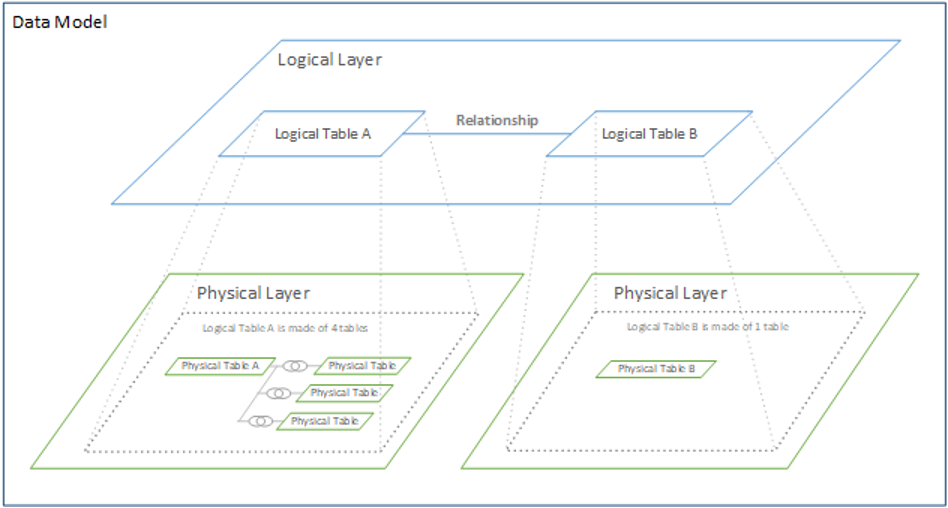 Data Model
Logical Layer
Logical Table A
Relationship
Logical Table B
Physical Layer
Logical Table A is made of 4 tables
Physical Table A
Physical Table
Physical Table
Physical Table
Physical Layer
Logical Table B is made of 1 table
Physical Table B